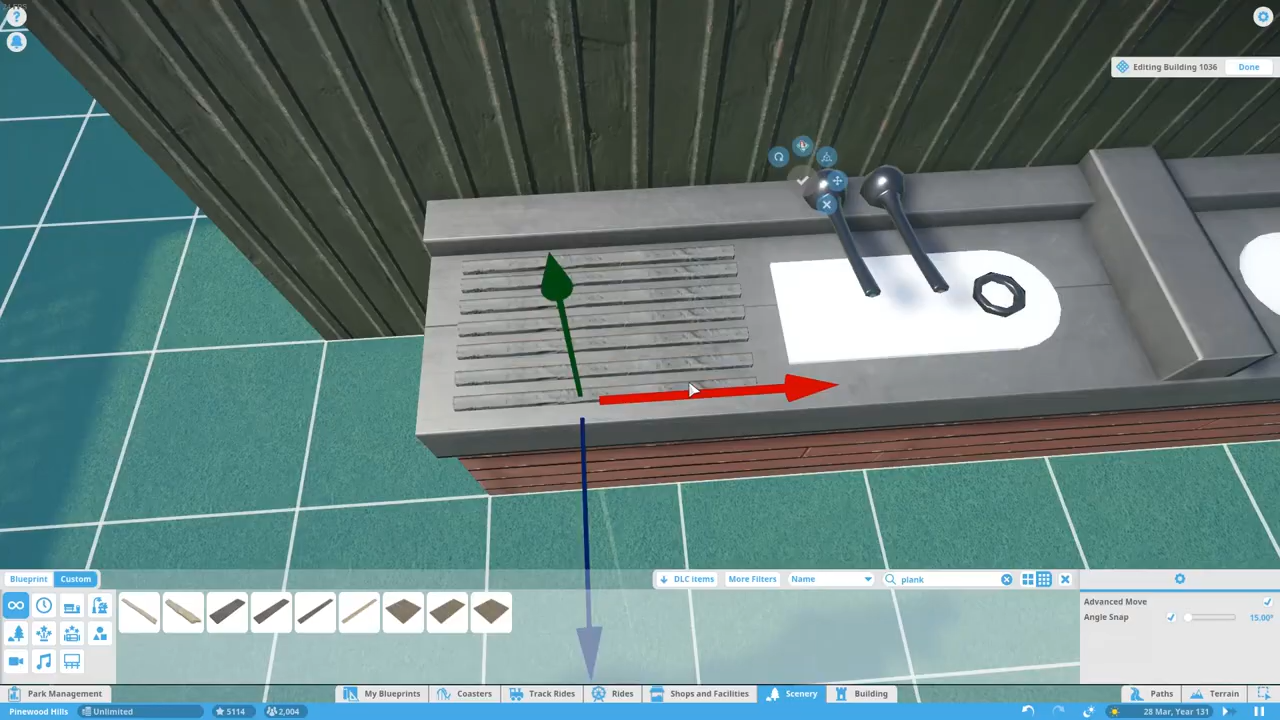 ?
Editing Building 1036 Done
Blueprint Custom DLC items More Filters Name plank
Advanced Move
Angle Snap 15.00°
Park Management My Blueprints Coasters Track Rides Rides Shops and Facilities Scenery Building Paths Terrain
Pinewood Hills Unlimited 5114 2,004 28 Mar, Year 131